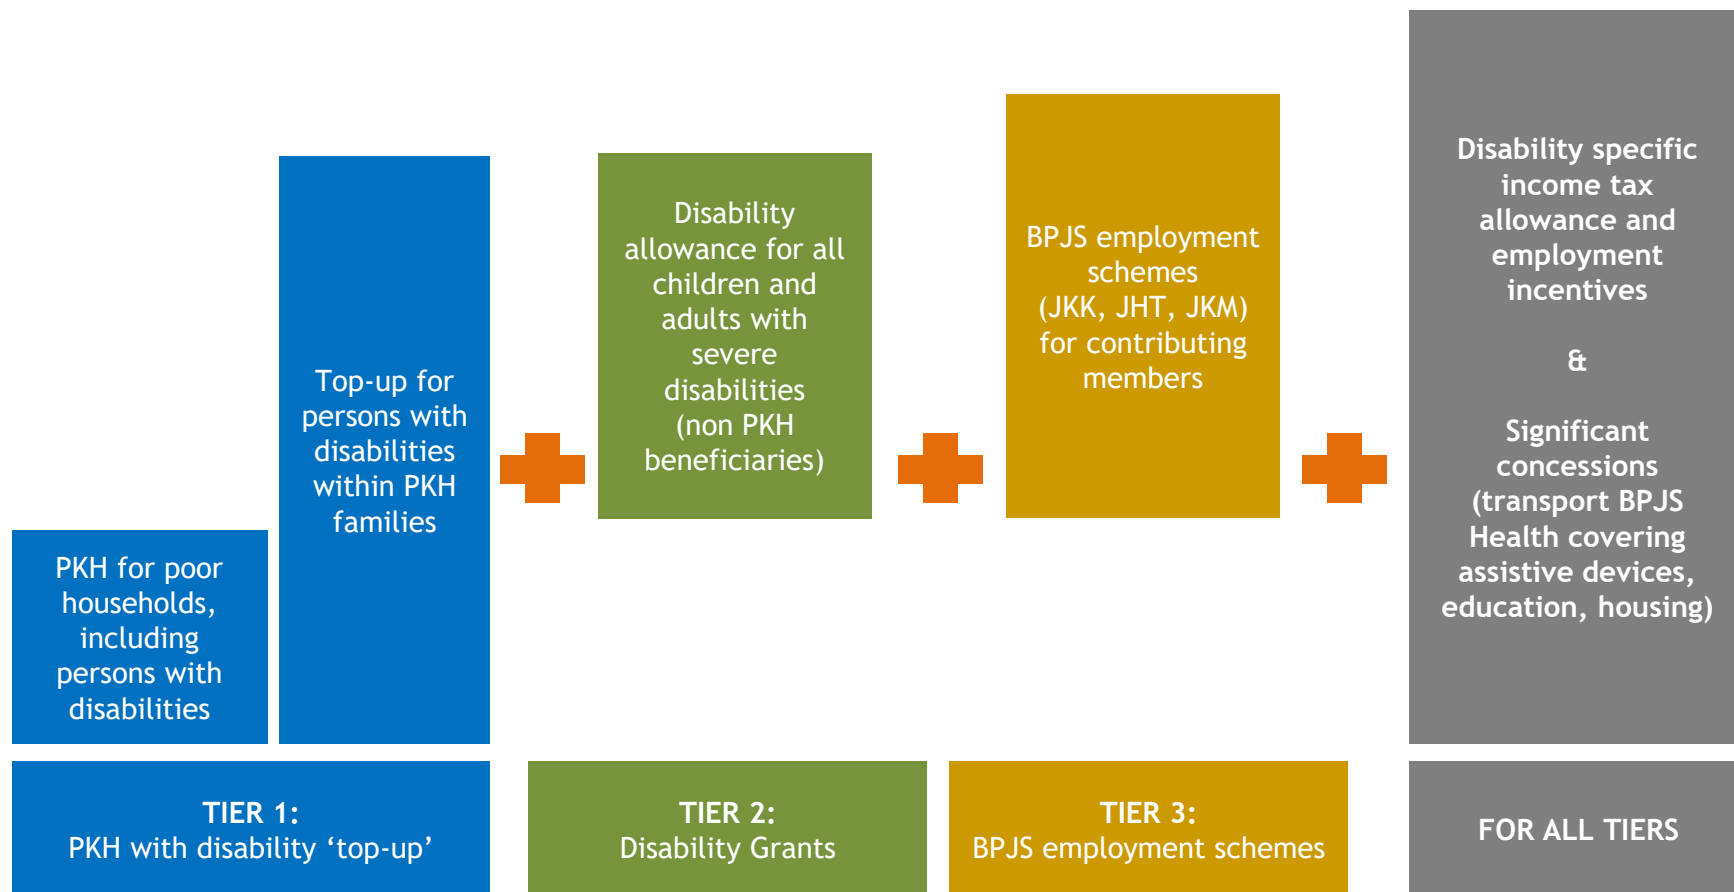 PKH for poor
households,
including
persons with
disabilities
Top-up for
persons with
disabilities
within PKH
families
Disability
allowance for all
children and
adults with
severe
disabilities
(non PKH
beneficiaries)
BPJS employment
schemes
(JKK, JHT, JKM)
for contributing
members
Disability specific
income tax
allowance and
employment
incentives
&
Significant
concessions
(transport BPJS
Health covering
assistive devices,
education, housing)
TIER 1:
PKH with disability ‘top-up’
TIER 2:
Disability Grants
TIER 3:
BPJS employment schemes
FOR ALL TIERS